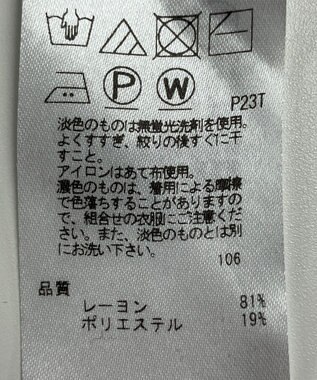 P W
P23T
淡色のものは無蛍光洗剤を使用。
よくすすぎ、絞りの後すぐに干
すこと。
アイロンはあて布使用。
濃色のものは、着用による摩擦
で色落ちすることがありますの
で、組合せの衣服にご注意くだ
さい。また、淡色のものとは別
にお洗い下さい。
106
品質
レーヨン 81%
ポリエステル 19%